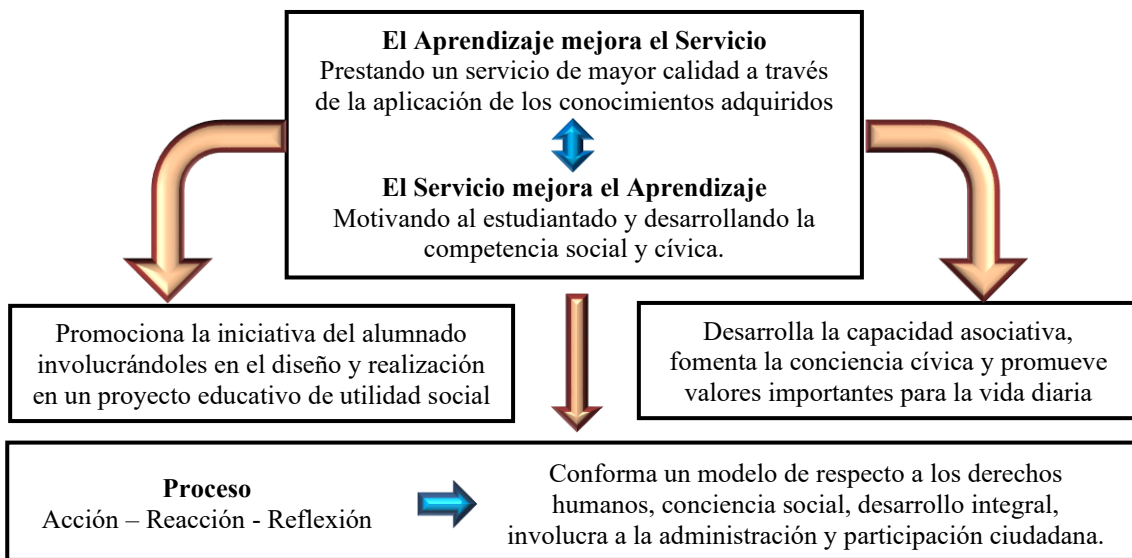 El Aprendizaje mejora el Servicio
Prestando un servicio de mayor calidad a través
de la aplicación de los conocimientos adquiridos
El Servicio mejora el Aprendizaje
Motivando al estudiantado y desarrollando la
competencia social y cívica.
Promociona la iniciativa del alumnado
involucrándoles en el diseño y realización
en un proyecto educativo de utilidad social
Desarrolla la capacidad asociativa,
fomenta la conciencia cívica y promueve
valores importantes para la vida diaria
Proceso
Acción – Reacción - Reflexión
Conforma un modelo de respecto a los derechos
humanos, conciencia social, desarrollo integral,
involucra a la administración y participación ciudadana.